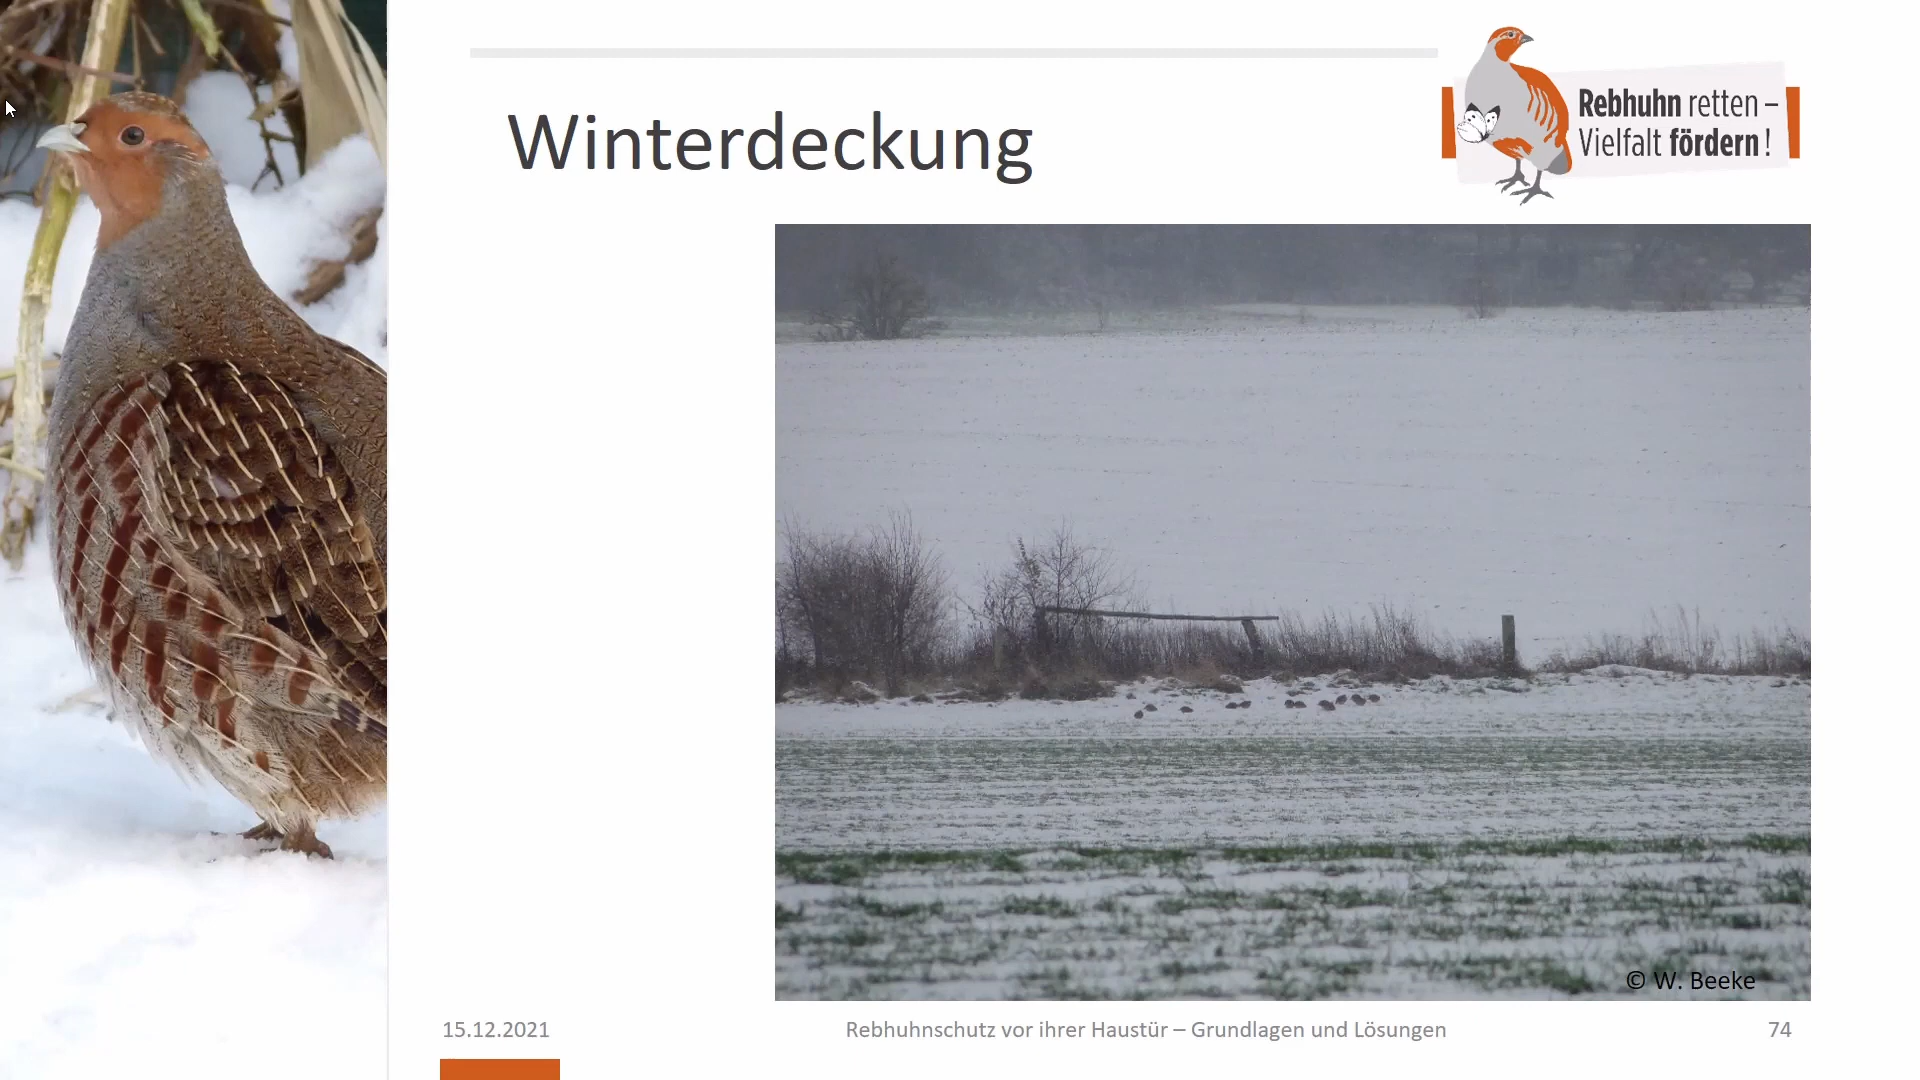 Winterdeckung
Rebhuhn retten –
Vielfalt fördern!
© W. Beeke
15.12.2021
Rebhuhnschutz vor ihrer Haustür – Grundlagen und Lösungen
74